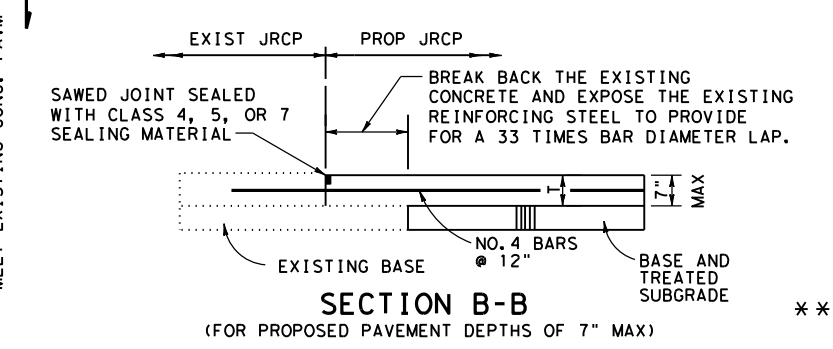 EXIST JRCP
PROP JRCP
BREAK BACK THE EXISTING
CONCRETE AND EXPOSE THE EXISTING
REINFORCING STEEL TO PROVIDE
FOR A 33 TIMES BAR DIAMETER LAP.
SAWED JOINT SEALED
WITH CLASS 4, 5, OR 7
SEALING MATERIAL
T
7"
MAX
NO.4 BARS
@ 12"
EXISTING BASE
BASE AND
TREATED
SUBGRADE
SECTION B-B
(FOR PROPOSED PAVEMENT DEPTHS OF 7" MAX)
**